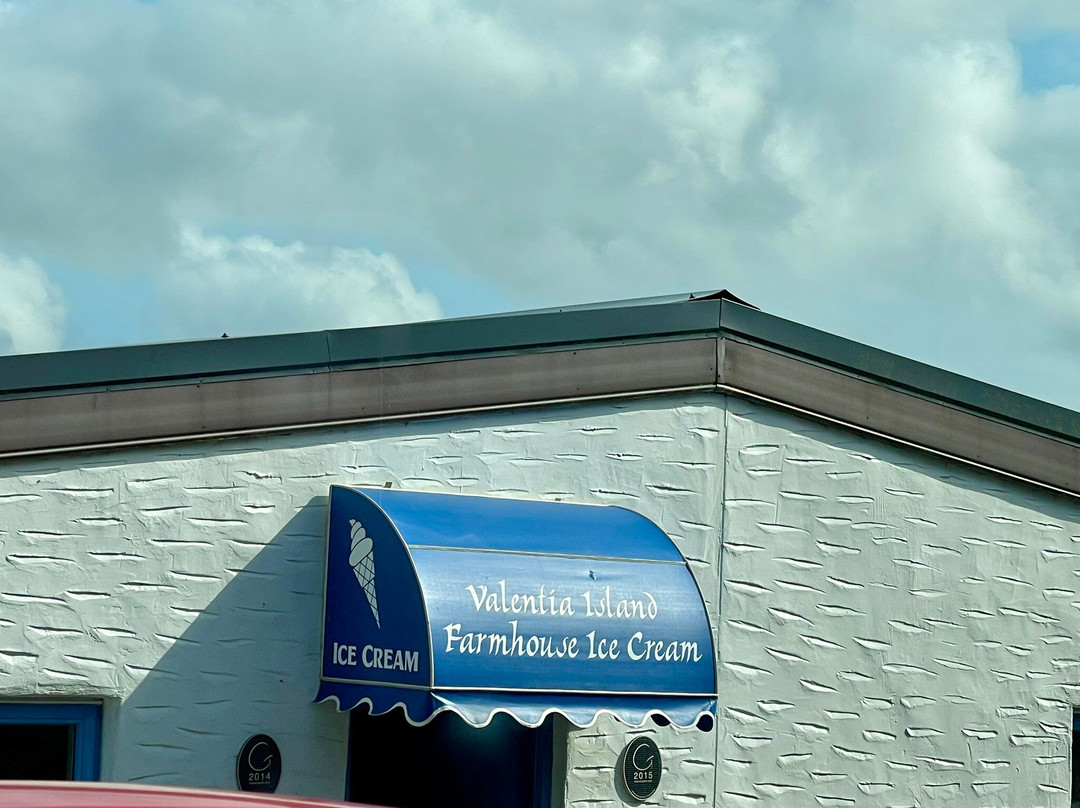 Valentia Island
Farmhouse Ice Cream
ICE CREAM
G
2014
G
2015